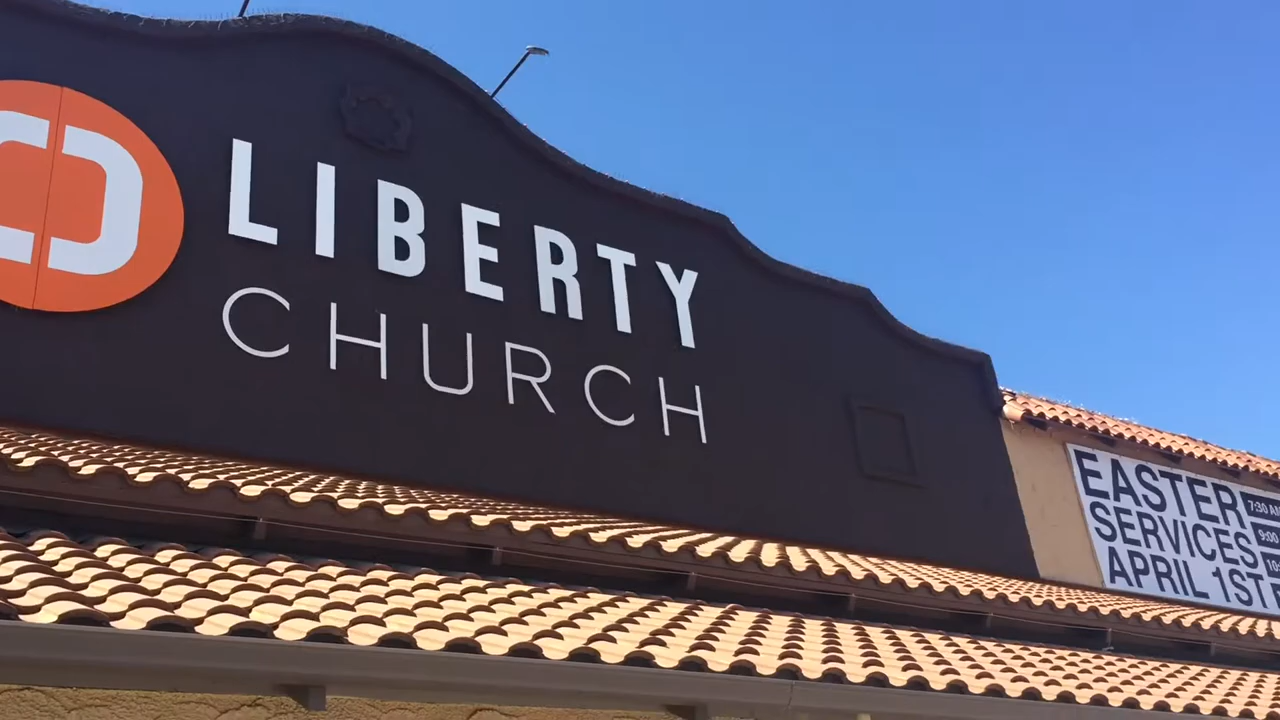 LIBERTY
CHURCH
EASTER
SERVICES
APRIL 1ST
7:30 AM
9:00